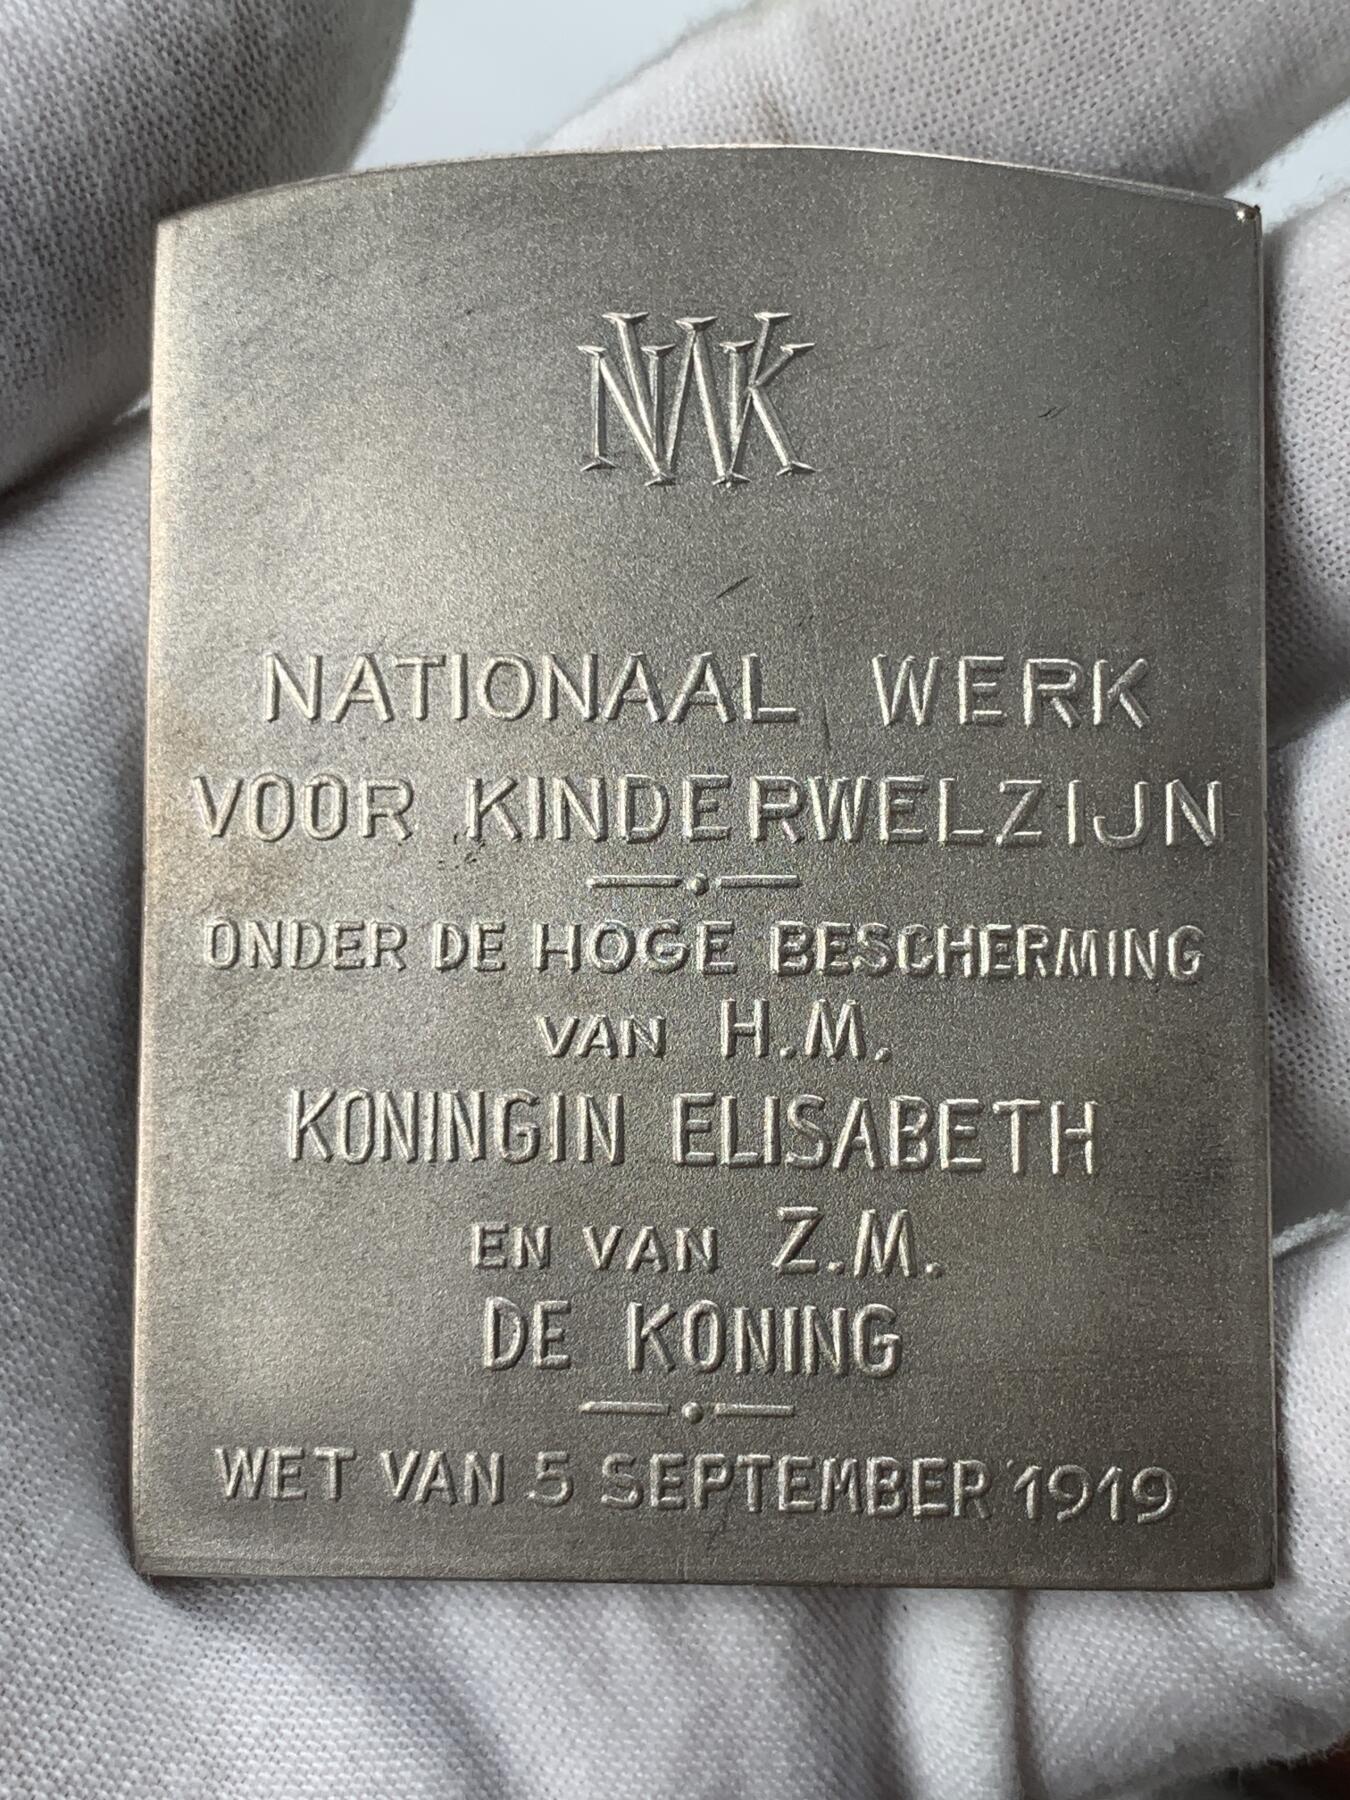 NWK
NATIONAAL WERK
VOOR KINDERWELZIJN
ONDER DE HOGE BESCHERMING
VAN H.M.
KONINGIN ELISABETH
EN VAN Z.M.
DE KONING
WET VAN 5 SEPTEMBER 1919